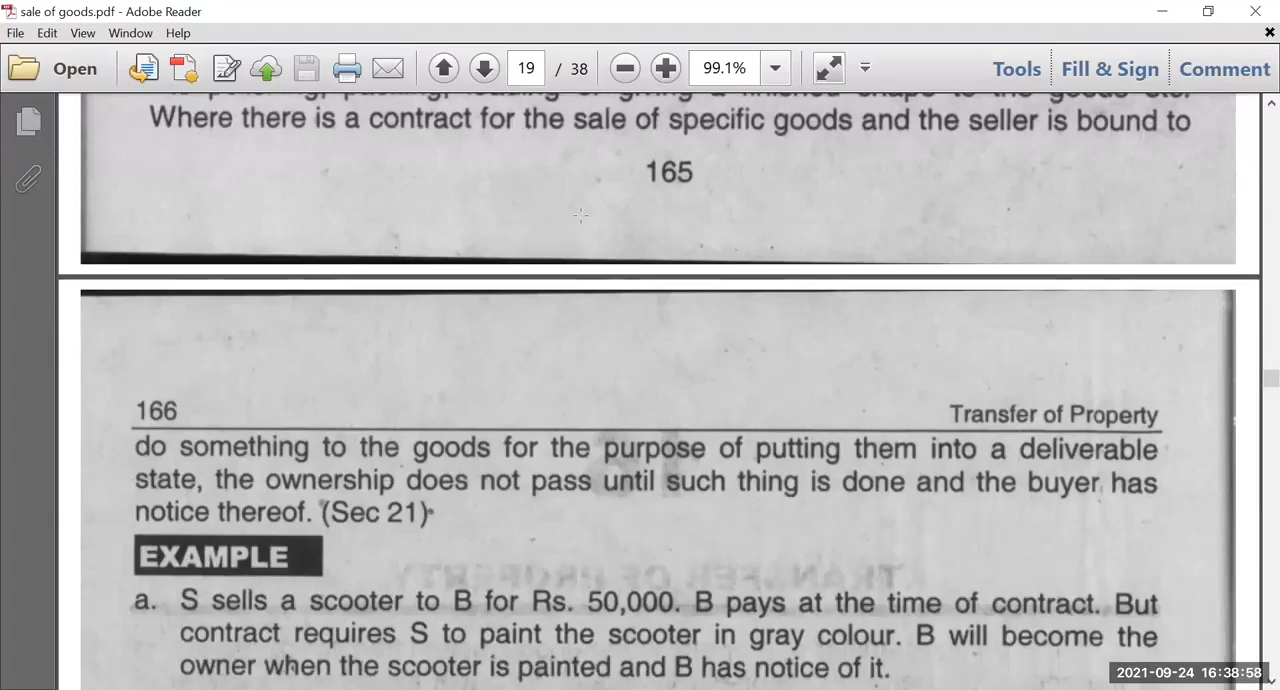 sale of goods.pdf - Adobe Reader
File Edit View Window Help
Open 19 / 38 99.1% Tools Fill & Sign Comment
Where there is a contract for the sale of specific goods and the seller is bound to
165
166 Transfer of Property
do something to the goods for the purpose of putting them into a deliverable
state, the ownership does not pass until such thing is done and the buyer has
notice thereof. (Sec 21)
EXAMPLE
a. S sells a scooter to B for Rs. 50,000. B pays at the time of contract. But
contract requires S to paint the scooter in gray colour. B will become the
owner when the scooter is painted and B has notice of it.
2021-09-24 16:38:58